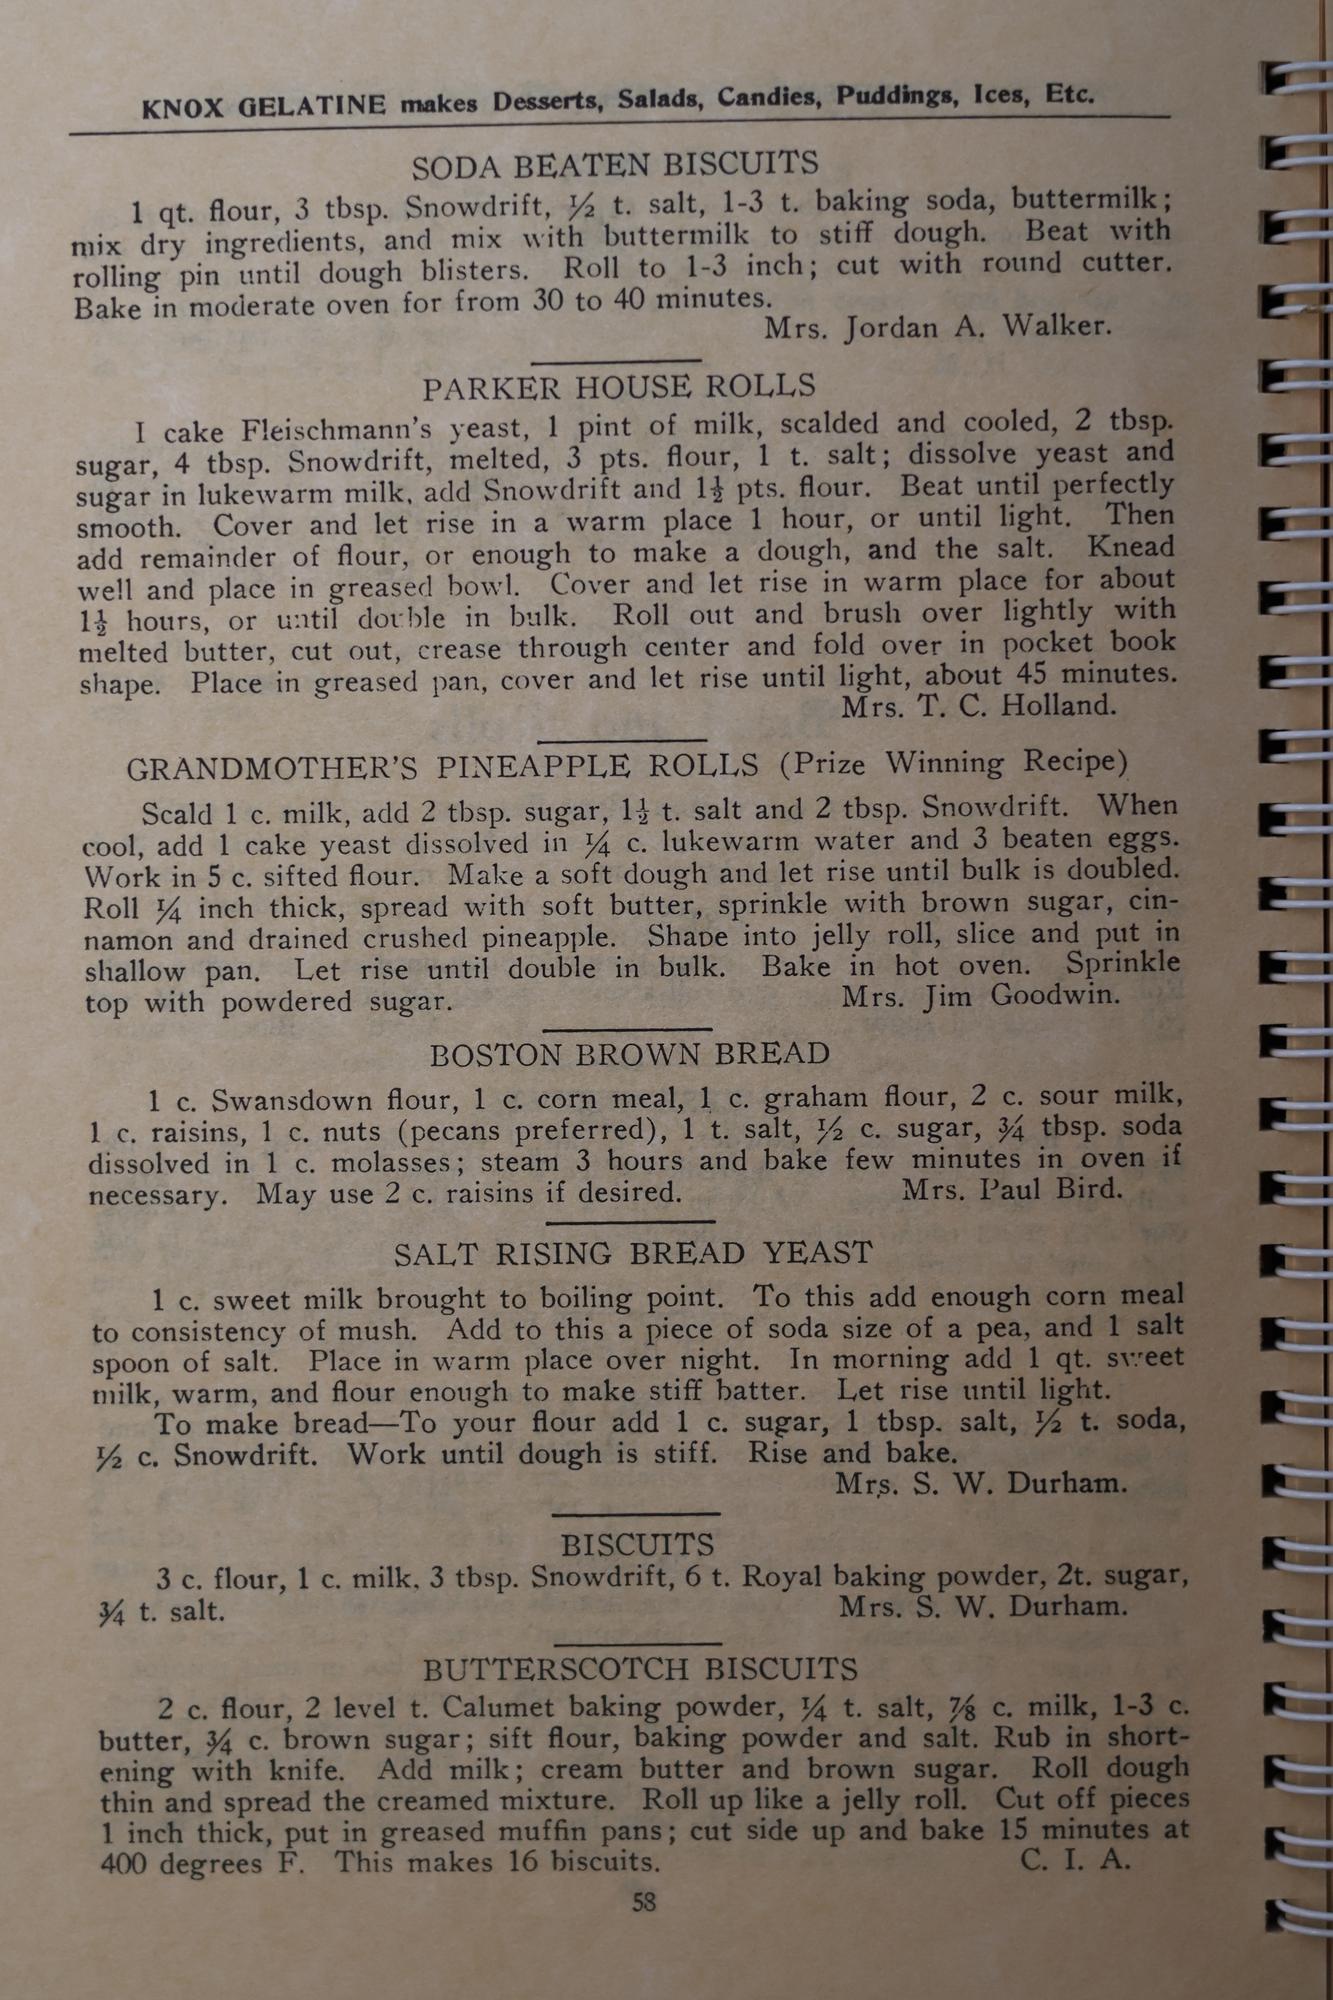 KNOX GELATINE makes Desserts, Salads, Candies, Puddings, Ices, Etc.
SODA BEATEN BISCUITS
1 qt. flour, 3 tbsp. Snowdrift, ½ t. salt, 1-3 t. baking soda, buttermilk;
mix dry ingredients, and mix with buttermilk to stiff dough. Beat with
rolling pin until dough blisters. Roll to 1-3 inch; cut with round cutter.
Bake in moderate oven for from 30 to 40 minutes.
Mrs. Jordan A. Walker.
PARKER HOUSE ROLLS
I cake Fleischmann's yeast, 1 pint of milk, scalded and cooled, 2 tbsp.
sugar, 4 tbsp. Snowdrift, melted, 3 pts. flour, 1 t. salt; dissolve yeast and
sugar in lukewarm milk, add Snowdrift and 1½ pts. flour. Beat until perfectly
smooth. Cover and let rise in a warm place 1 hour, or until light. Then
add remainder of flour, or enough to make a dough, and the salt. Knead
well and place in greased bowl. Cover and let rise in warm place for about
1½ hours, or until double in bulk. Roll out and brush over lightly with
melted butter, cut out, crease through center and fold over in pocket book
shape. Place in greased pan, cover and let rise until light, about 45 minutes.
Mrs. T. C. Holland.
GRANDMOTHER'S PINEAPPLE ROLLS (Prize Winning Recipe)
Scald 1 c. milk, add 2 tbsp. sugar, 1½ t. salt and 2 tbsp. Snowdrift. When
cool, add 1 cake yeast dissolved in ¼ c. lukewarm water and 3 beaten eggs.
Work in 5 c. sifted flour. Make a soft dough and let rise until bulk is doubled.
Roll ¼ inch thick, spread with soft butter, sprinkle with brown sugar, cin-
namon and drained crushed pineapple. Shape into jelly roll, slice and put in
shallow pan. Let rise until double in bulk. Bake in hot oven. Sprinkle
top with powdered sugar. Mrs. Jim Goodwin.
BOSTON BROWN BREAD
1 c. Swansdown flour, 1 c. corn meal, 1 c. graham flour, 2 c. sour milk,
1 c. raisins, 1 c. nuts (pecans preferred), 1 t. salt, ½ c. sugar, ¾ tbsp. soda
dissolved in 1 c. molasses; steam 3 hours and bake few minutes in oven if
necessary. May use 2 c. raisins if desired. Mrs. Paul Bird.
SALT RISING BREAD YEAST
1 c. sweet milk brought to boiling point. To this add enough corn meal
to consistency of mush. Add to this a piece of soda size of a pea, and 1 salt
spoon of salt. Place in warm place over night. In morning add 1 qt. sweet
milk, warm, and flour enough to make stiff batter. Let rise until light.
To make bread—To your flour add 1 c. sugar, 1 tbsp. salt, ½ t. soda,
½ c. Snowdrift. Work until dough is stiff. Rise and bake.
Mrs. S. W. Durham.
BISCUITS
3 c. flour, 1 c. milk, 3 tbsp. Snowdrift, 6 t. Royal baking powder, 2t. sugar,
¾ t. salt. Mrs. S. W. Durham.
BUTTERSCOTCH BISCUITS
2 c. flour, 2 level t. Calumet baking powder, ¼ t. salt, ⅞ c. milk, 1-3 c.
butter, ¾ c. brown sugar; sift flour, baking powder and salt. Rub in short-
ening with knife. Add milk; cream butter and brown sugar. Roll dough
thin and spread the creamed mixture. Roll up like a jelly roll. Cut off pieces
1 inch thick, put in greased muffin pans; cut side up and bake 15 minutes at
400 degrees F. This makes 16 biscuits. C. I. A.
58